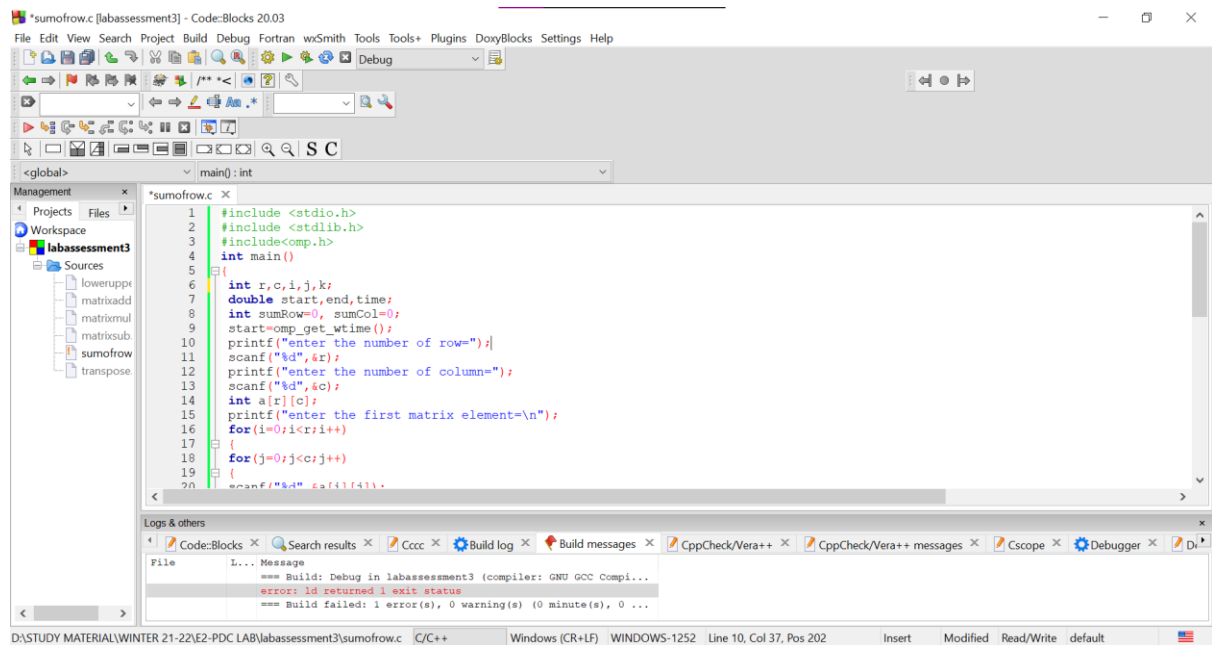 *sumofrow.c [labassessment3] - Code::Blocks 20.03
File Edit View Search Project Build Debug Fortran wxSmith Tools Tools+ Plugins DoxyBlocks Settings Help
Debug
/** *<
Aa .*
S C
<global> main() : int
Management
Projects Files
Workspace
labassessment3
Sources
loweruppe
matrixadd
matrixmul
matrixsub.
sumofrow
transpose.
*sumofrow.c
1 #include <stdio.h>
2 #include <stdlib.h>
3 #include<omp.h>
4 int main()
5 {
6 int r,c,i,j,k;
7 double start,end,time;
8 int sumRow=0, sumCol=0;
9 start=omp_get_wtime();
10 printf("enter the number of row=");
11 scanf("%d",&r);
12 printf("enter the number of column=");
13 scanf("%d",&c);
14 int a[r][c];
15 printf("enter the first matrix element=\n");
16 for(i=0;i<r;i++)
17 {
18 for(j=0;j<c;j++)
19 {
20 scanf("%d",&a[i][j]);
Logs & others
Code::Blocks Search results Cccc Build log Build messages CppCheck/Vera++ CppCheck/Vera++ messages Cscope Debugger D
File L... Message
=== Build: Debug in labassessment3 (compiler: GNU GCC Compi...
error: ld returned 1 exit status
=== Build failed: 1 error(s), 0 warning(s) (0 minute(s), 0 ...
D:\STUDY MATERIAL\WINTER 21-22\E2-PDC LAB\labassessment3\sumofrow.c C/C++ Windows (CR+LF) WINDOWS-1252 Line 10, Col 37, Pos 202 Insert Modified Read/Write default